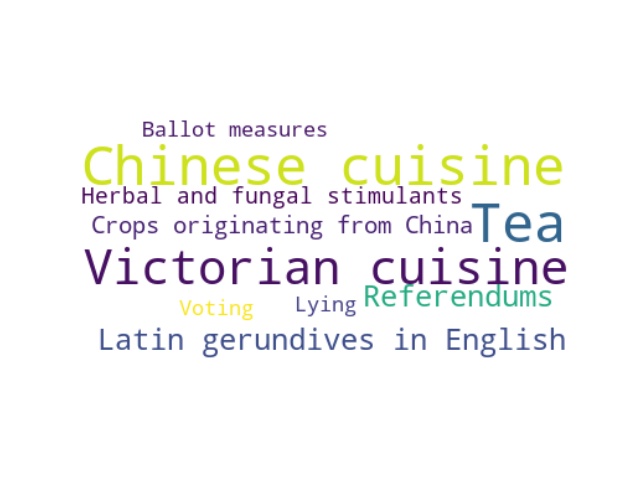 Ballot measures
Chinese cuisine
Herbal and fungal stimulants
Crops originating from China
Tea
Victorian cuisine
Referendums
Voting
Lying
Latin gerundives in English